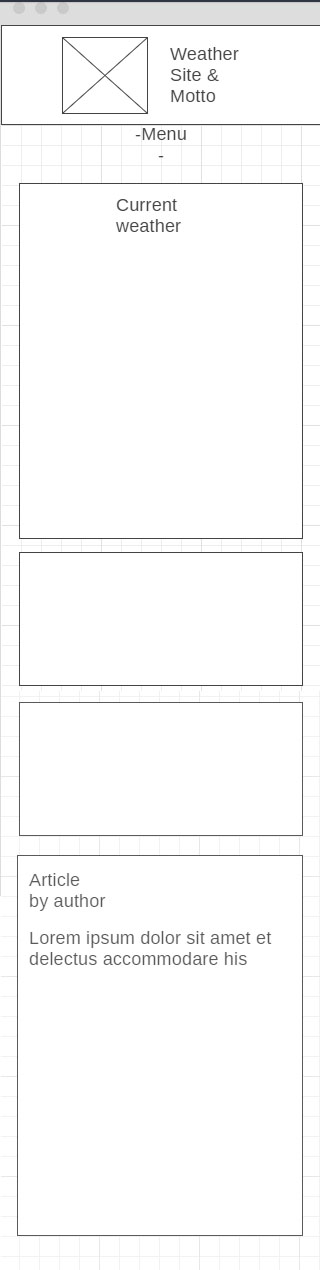 Weather
Site &
Motto
-Menu
-
Current
weather
Article
by author
Lorem ipsum dolor sit amet et
delectus accommodare his